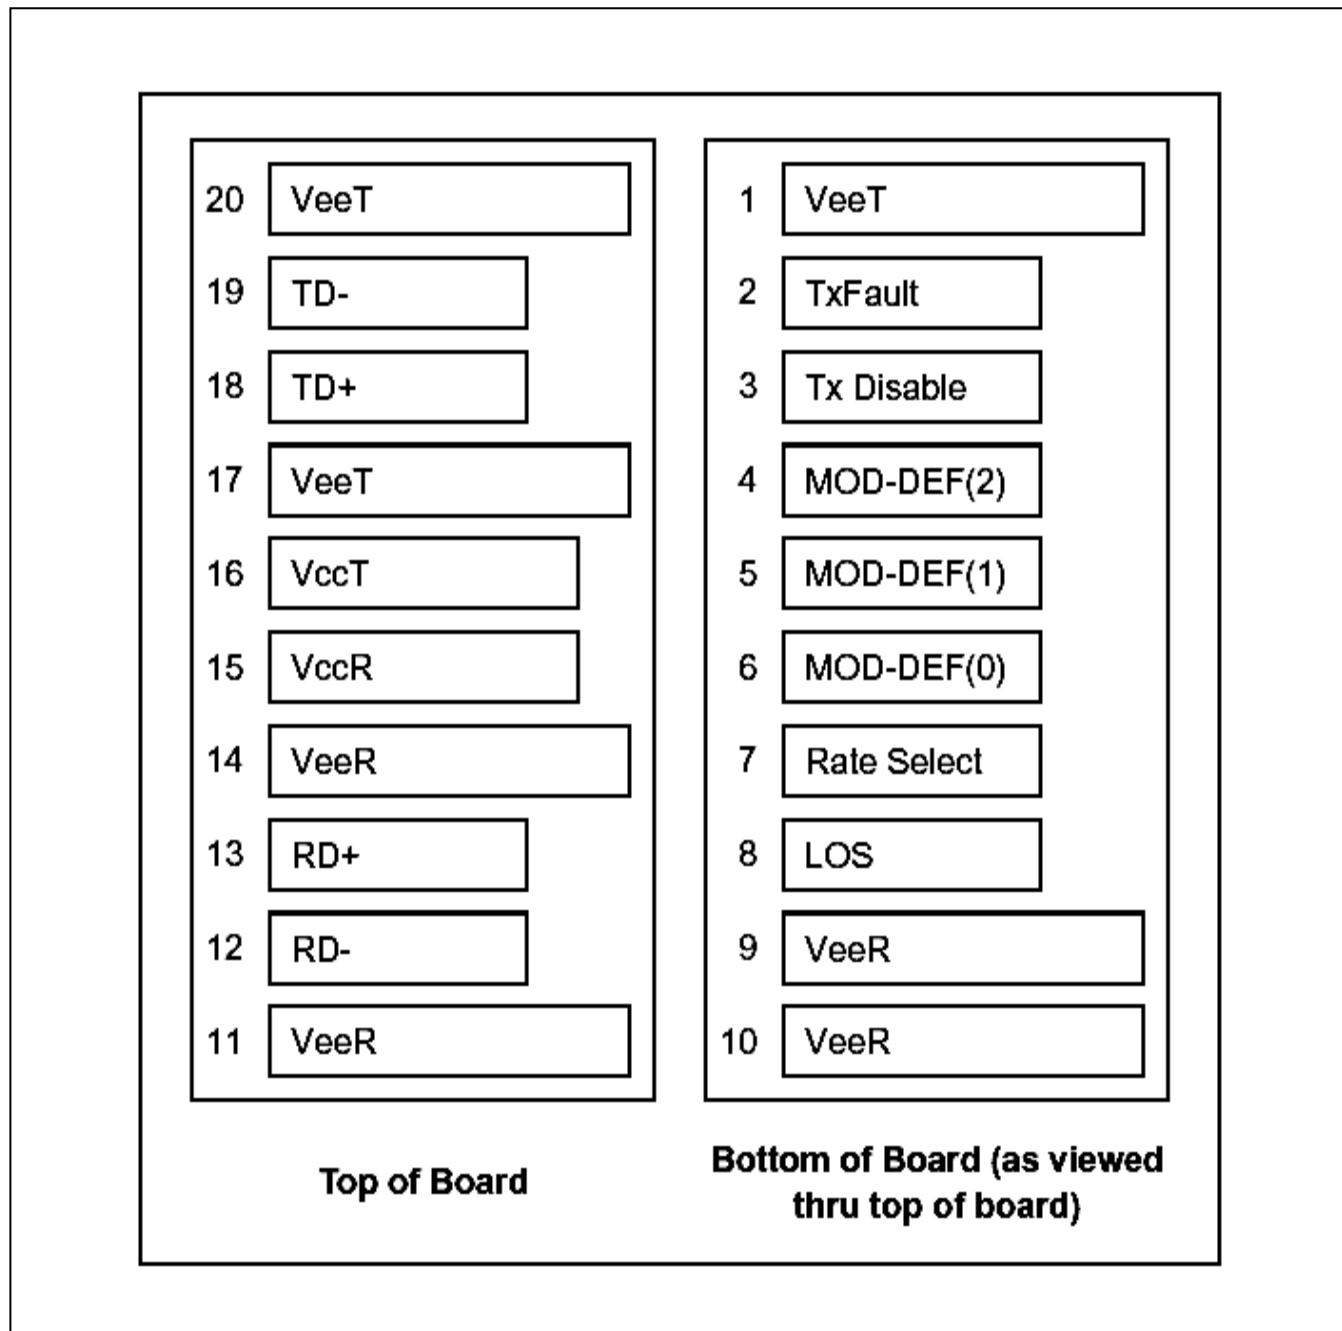 20 VeeT
19 TD-
18 TD+
17 VeeT
16 VccT
15 VccR
14 VeeR
13 RD+
12 RD-
11 VeeR
Top of Board
1 VeeT
2 TxFault
3 Tx Disable
4 MOD-DEF(2)
5 MOD-DEF(1)
6 MOD-DEF(0)
7 Rate Select
8 LOS
9 VeeR
10 VeeR
Bottom of Board (as viewed
thru top of board)